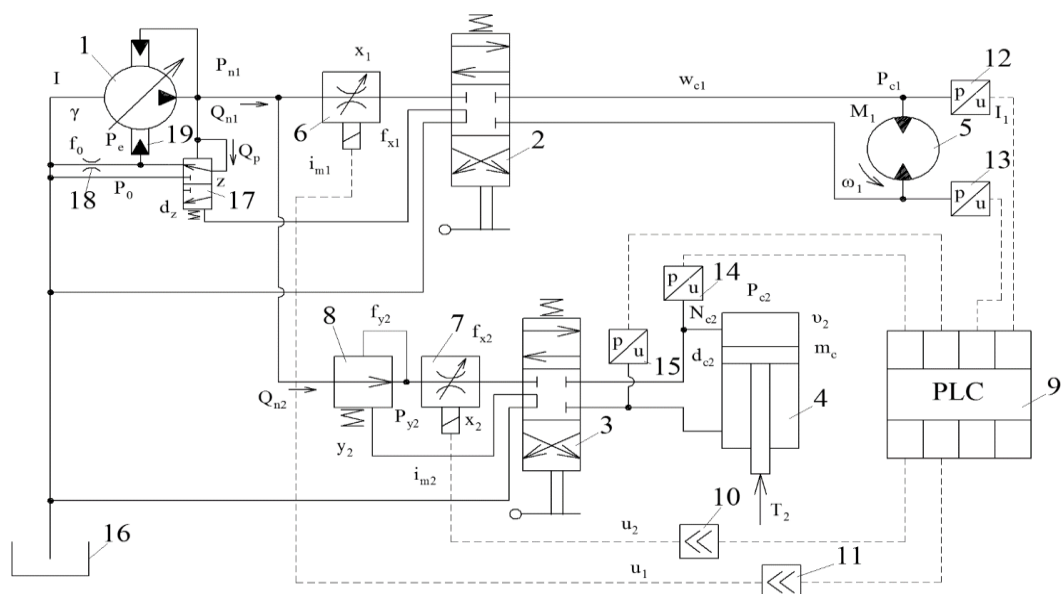 1
I
γ
P_n1
Q_n1
P_e
19
f_0
Q_p
P_0
z
18
d_z
17
x_1
6
f_x1
i_m1
2
w_c1
P_c1
12
p
u
I_1
M_1
5
ω_1
13
p
u
f_y2
8
7
f_x2
Q_n2
P_y2
x_2
y_2
i_m2
3
14
p
u
P_c2
N_c2
d_c2
p
u
15
υ_2
m_c
4
T_2
PLC
9
10
u_2
11
u_1
16